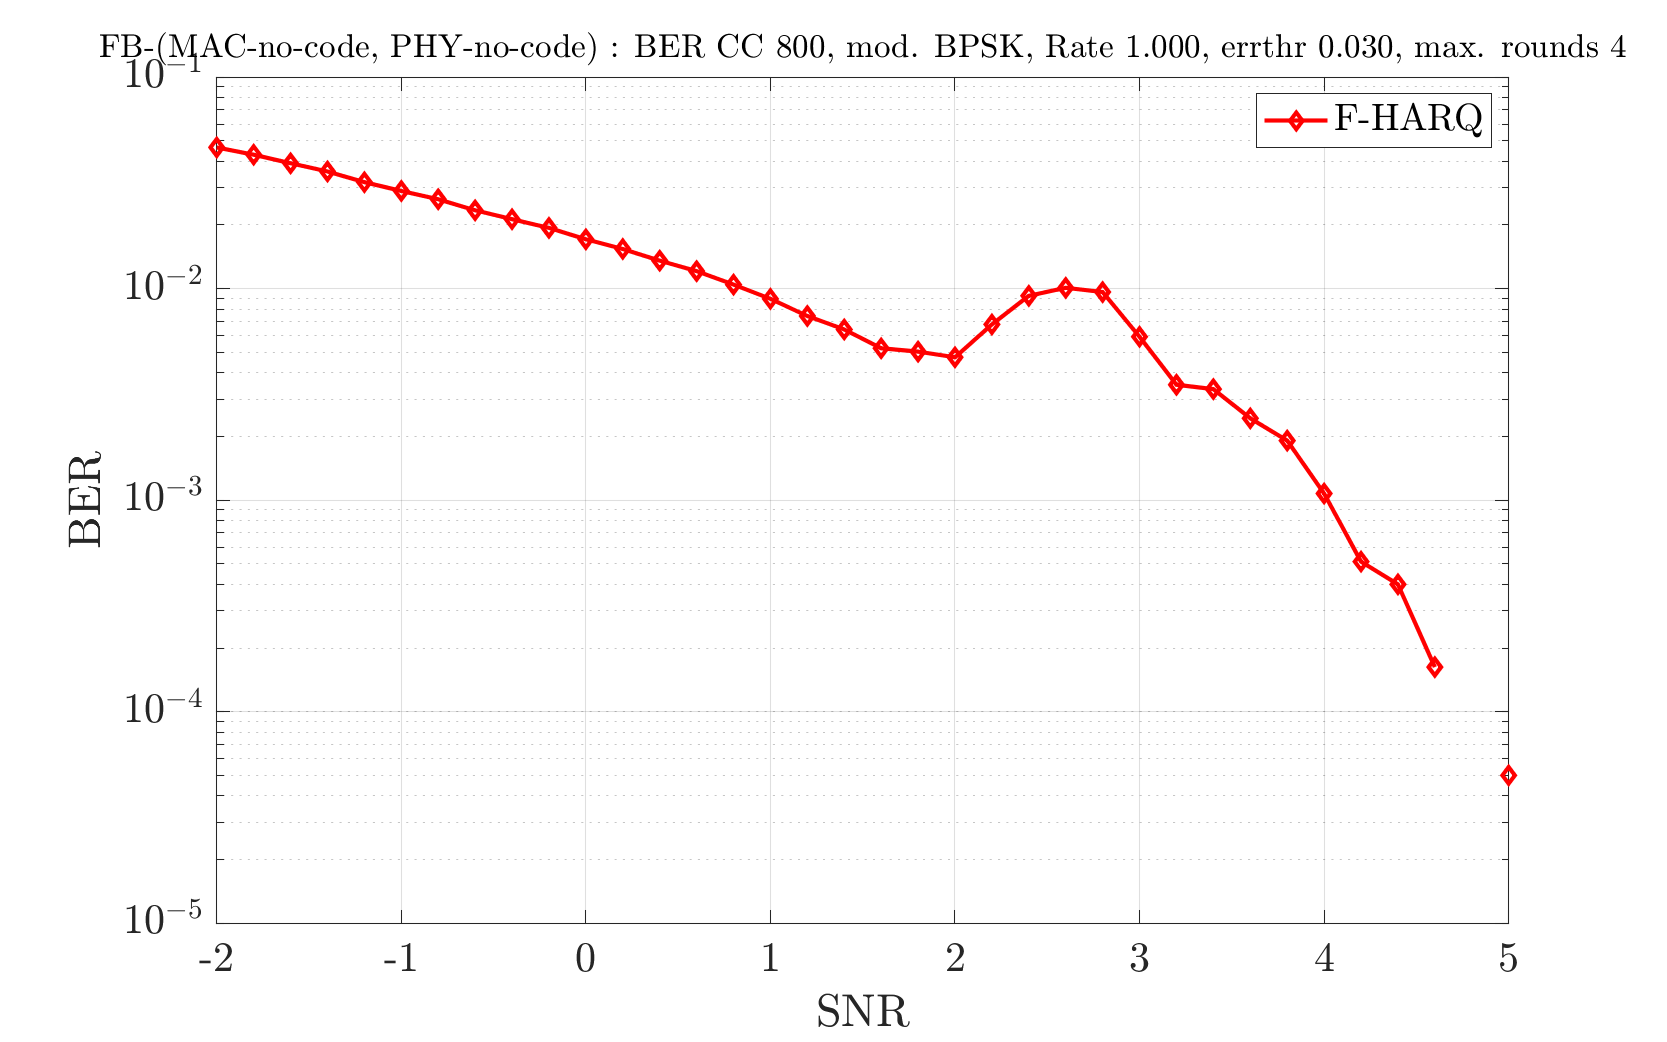 FB-(MAC-no-code, PHY-no-code) : BER CC 800, mod. BPSK, Rate 1.000, errthr 0.030, max. rounds 4
F-HARQ
10⁻¹
10⁻²
10⁻³
10⁻⁴
10⁻⁵
BER
-2 -1 0 1 2 3 4 5
SNR